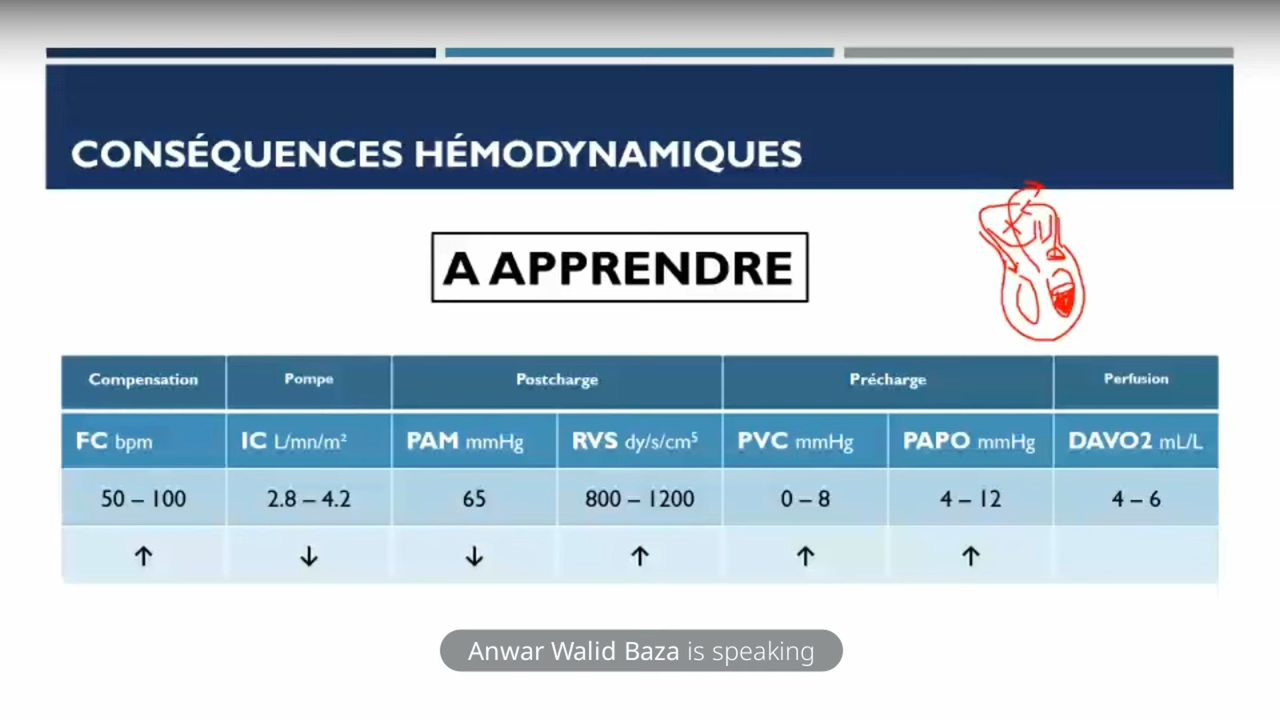 CONSÉQUENCES HÉMODYNAMIQUES
A APPRENDRE
Compensation Pompe Postcharge Précharge Perfusion
FC bpm IC L/mn/m² PAM mmHg RVS dy/s/cm⁵ PVC mmHg PAPO mmHg DAVO2 mL/L
50 – 100 2.8 – 4.2 65 800 – 1200 0 – 8 4 – 12 4 – 6
↑ ↓ ↓ ↑ ↑ ↑
Anwar Walid Baza is speaking